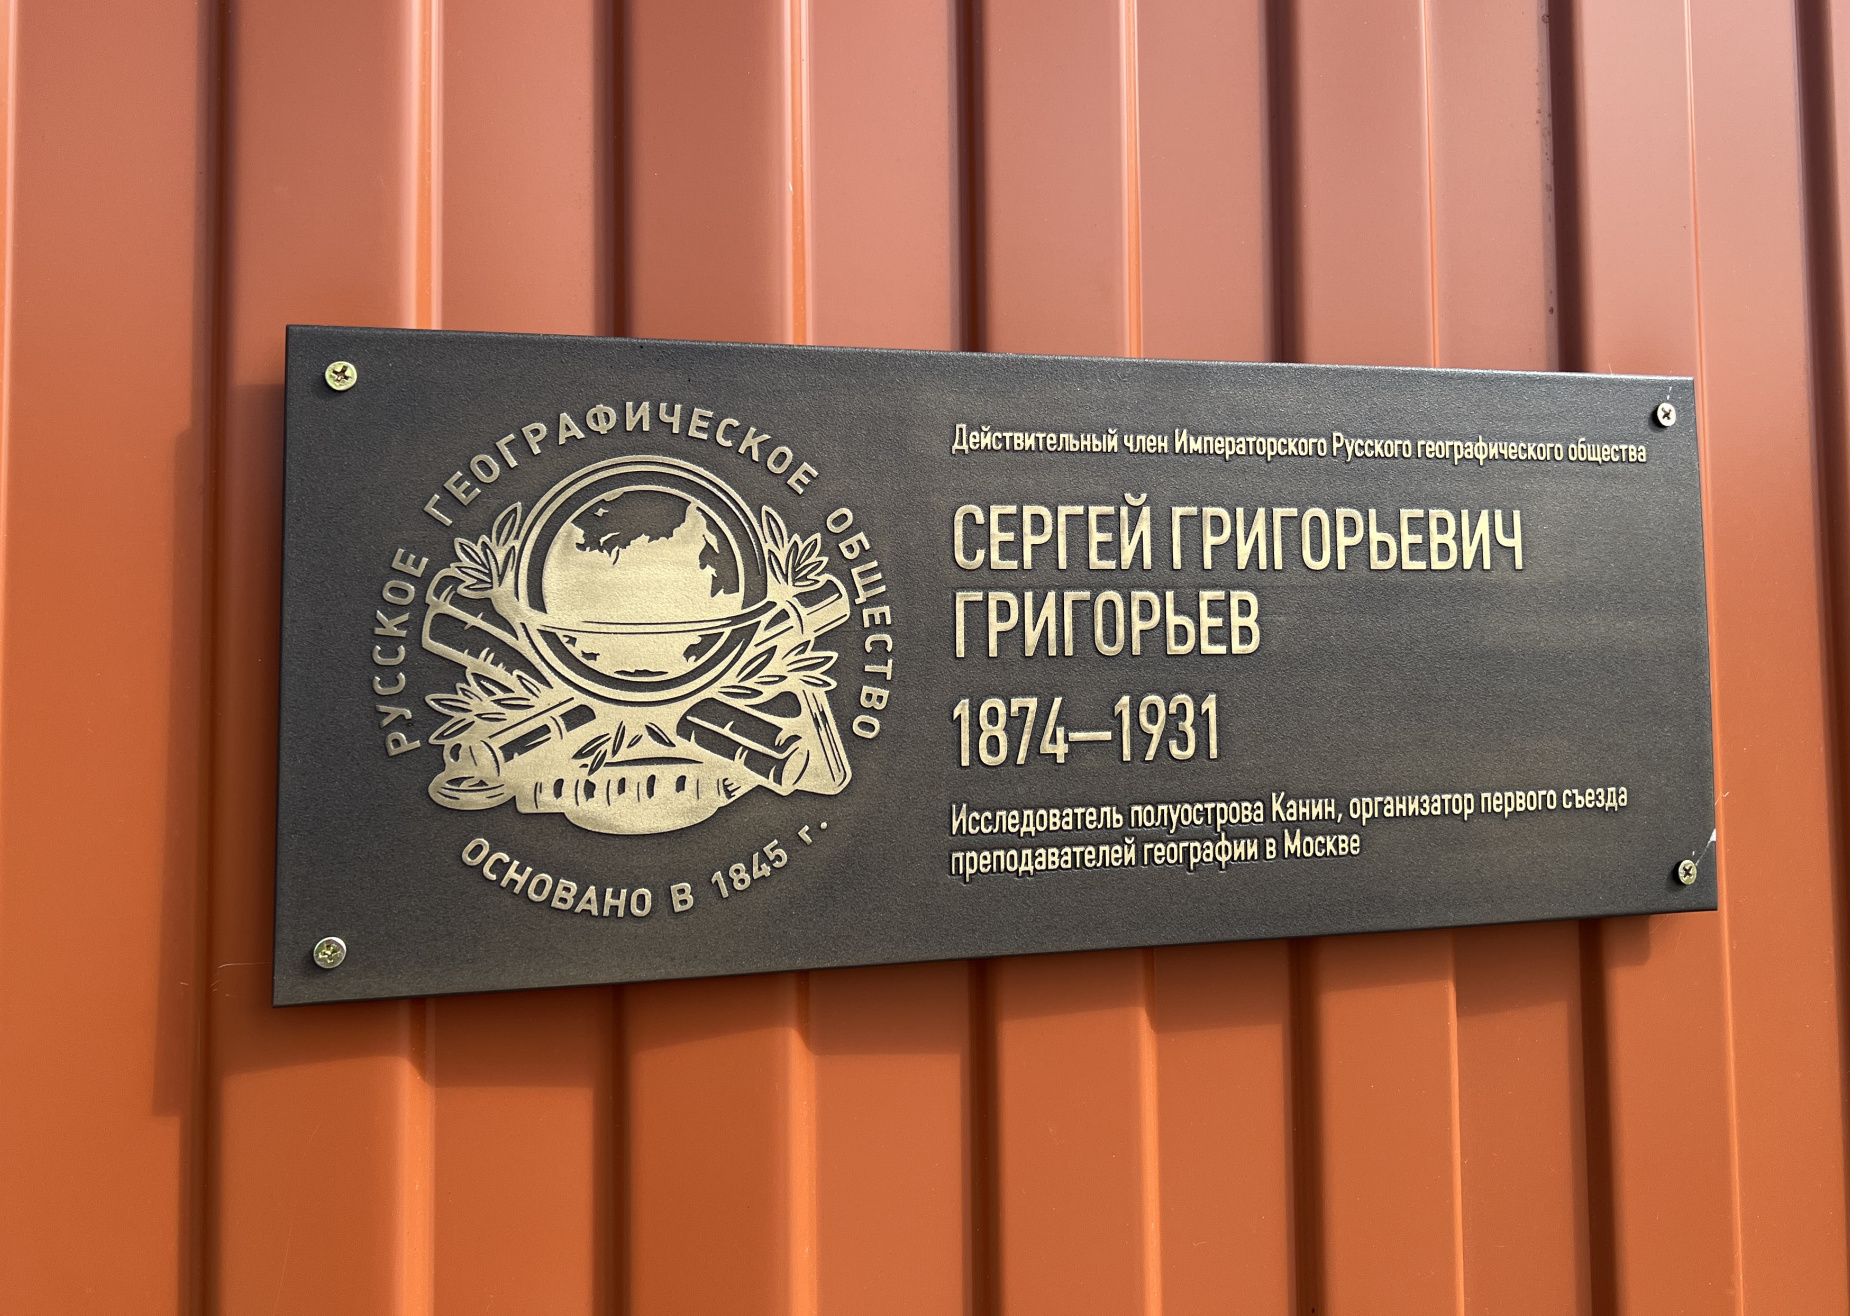 РУССКОЕ ГЕОГРАФИЧЕСКОЕ ОБЩЕСТВО
ОСНОВАНО В 1845 г.
Действительный член Императорского Русского географического общества
СЕРГЕЙ ГРИГОРЬЕВИЧ
ГРИГОРЬЕВ
1874–1931
Исследователь полуострова Канин, организатор первого съезда
преподавателей географии в Москве